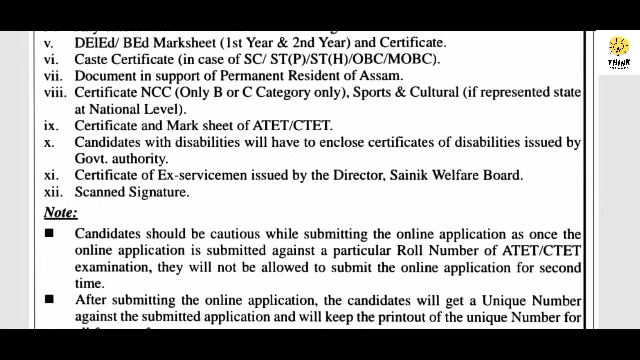 v. DElEd/ BEd Marksheet (1st Year & 2nd Year) and Certificate.
vi. Caste Certificate (in case of SC/ ST(P)/ST(H)/OBC/MOBC).
vii. Document in support of Permanent Resident of Assam.
viii. Certificate NCC (Only B or C Category only), Sports & Cultural (if represented state
at National Level).
ix. Certificate and Mark sheet of ATET/CTET.
x. Candidates with disabilities will have to enclose certificates of disabilities issued by
Govt. authority.
xi. Certificate of Ex-servicemen issued by the Director, Sainik Welfare Board.
xii. Scanned Signature.
Note:
■ Candidates should be cautious while submitting the online application as once the
online application is submitted against a particular Roll Number of ATET/CTET
examination, they will not be allowed to submit the online application for second
time.
■ After submitting the online application, the candidates will get a Unique Number
against the submitted application and will keep the printout of the unique Number for
THINK